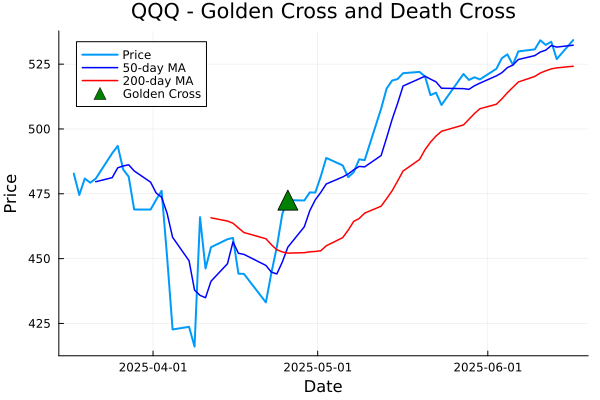 QQQ - Golden Cross and Death Cross
Price
50-day MA
200-day MA
Golden Cross
525
500
475
450
425
Price
2025-04-01
2025-05-01
2025-06-01
Date